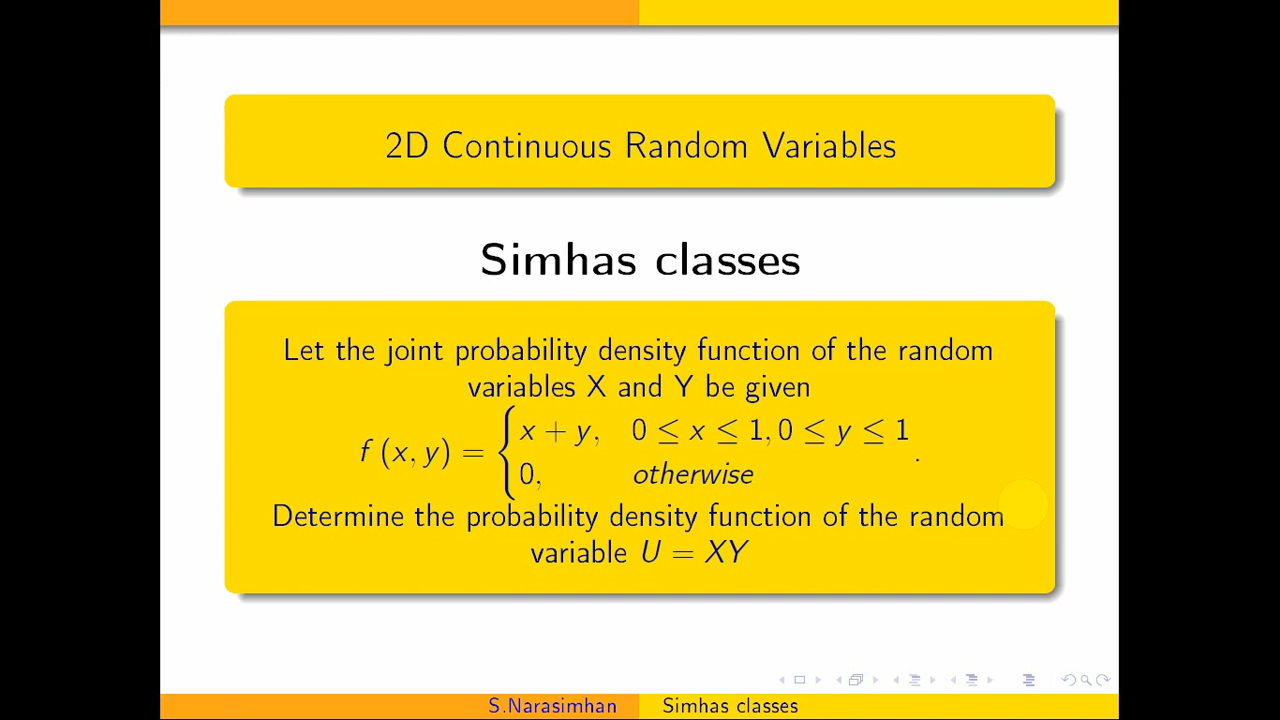 2D Continuous Random Variables
Simhas classes
Let the joint probability density function of the random
variables X and Y be given
f (x, y) = { x + y, 0 ≤ x ≤ 1, 0 ≤ y ≤ 1
0, otherwise .
Determine the probability density function of the random
variable U = XY
S.Narasimhan Simhas classes